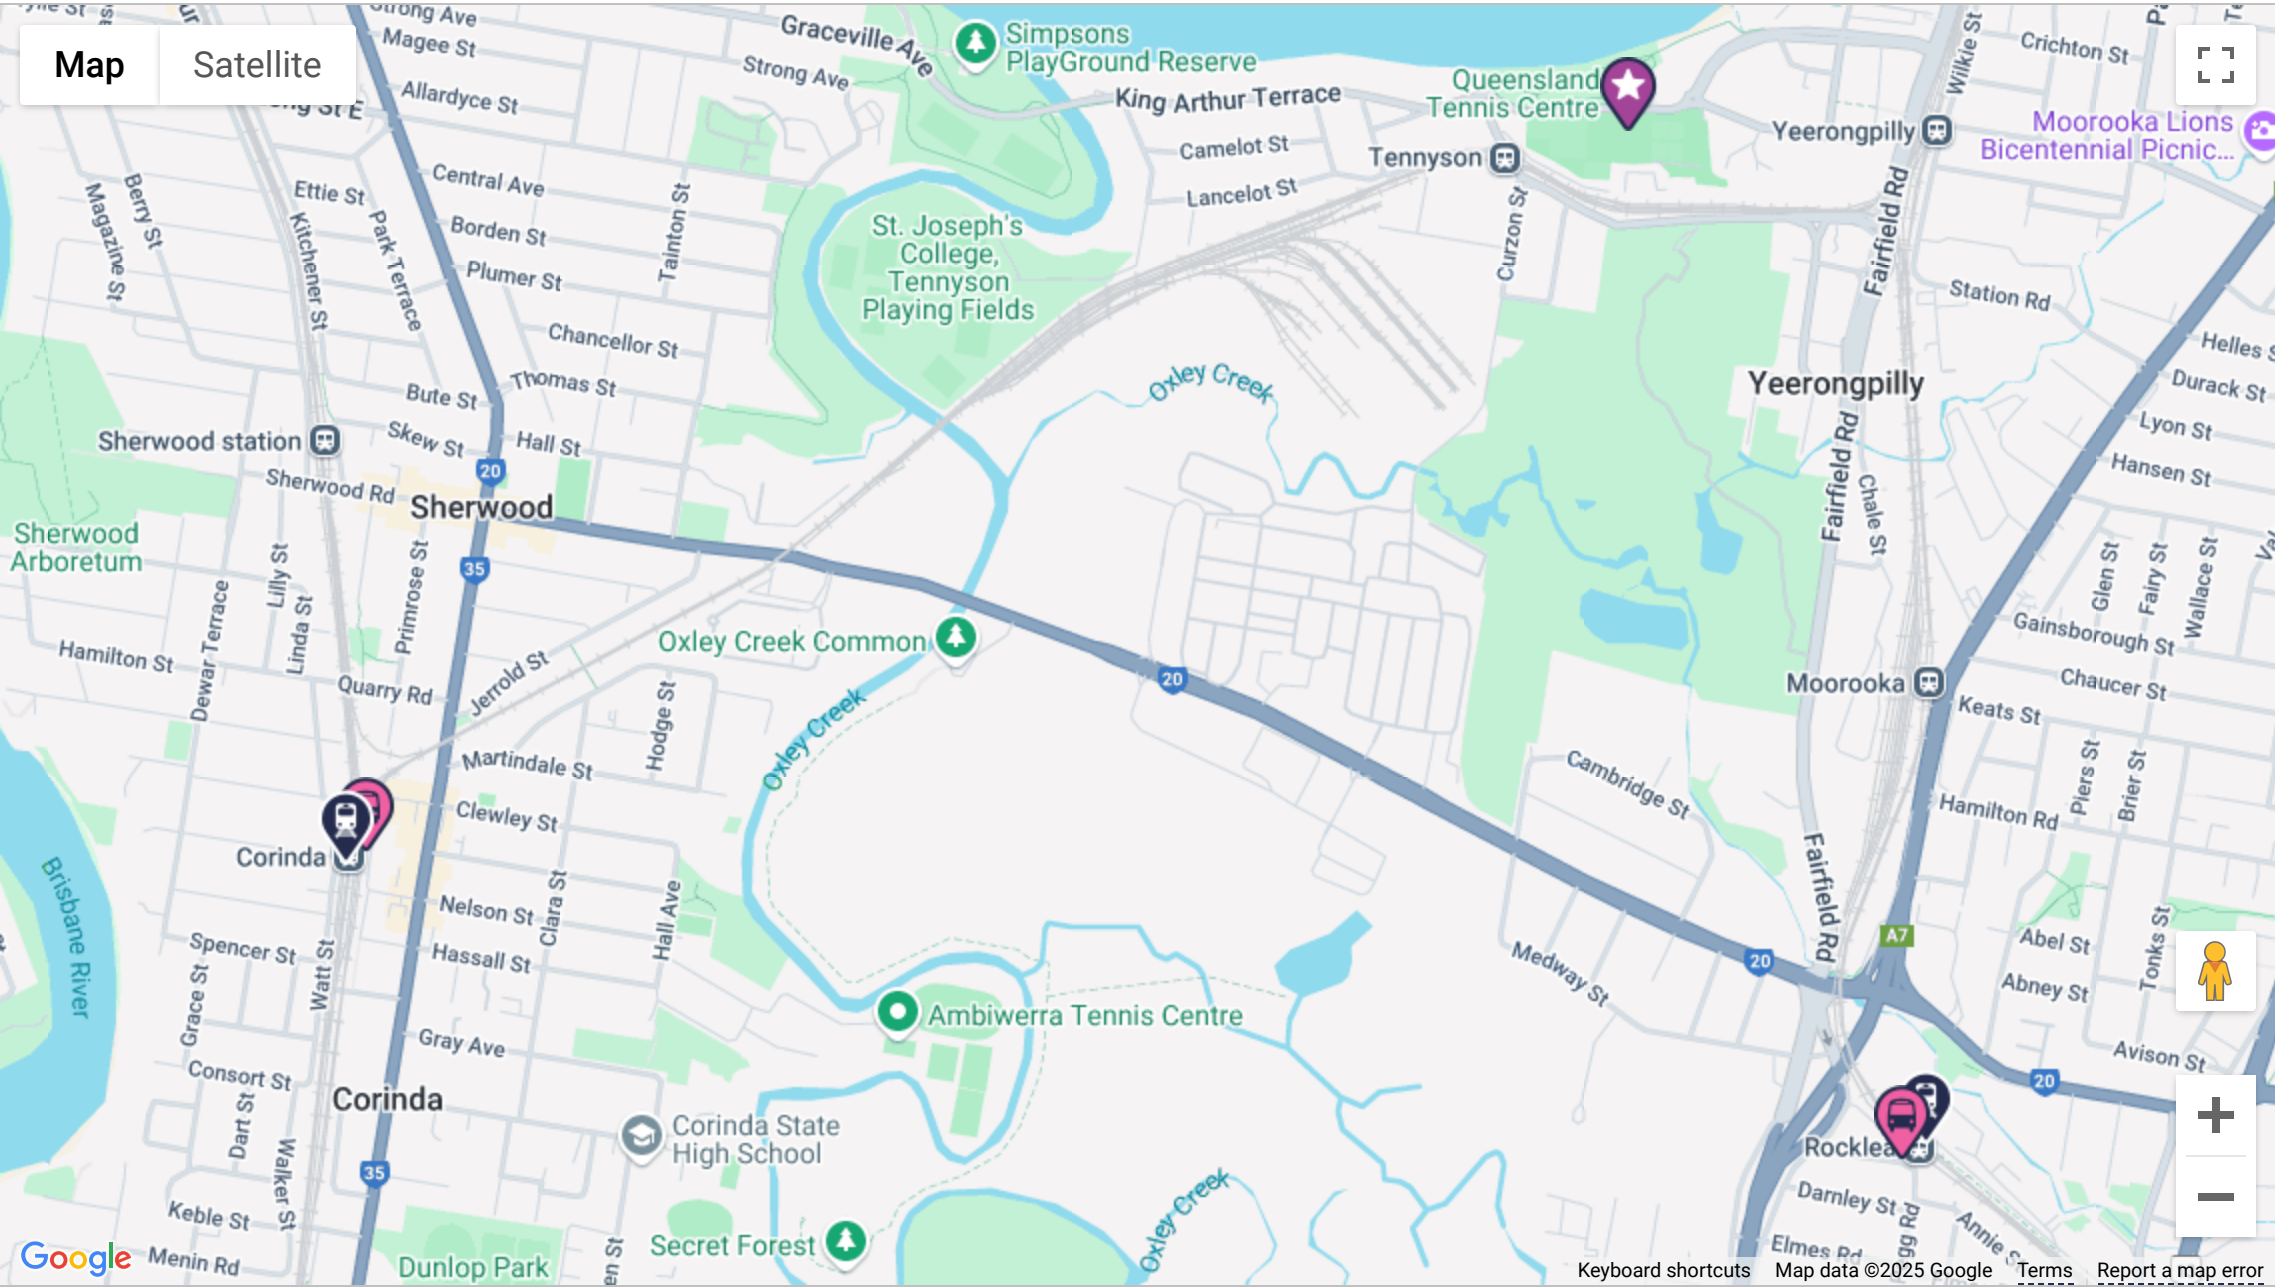 Map
Satellite
Strong Ave
Magee St
Allardyce St
Graceville Ave
Strong Ave
Simpsons
PlayGround Reserve
King Arthur Terrace
Camelot St
Lancelot St
Queensland
Tennis Centre
Tennyson
Yeerongpilly
Wilkie St
Crichton St
Moorooka Lions
Bicentennial Picnic...
Magazine St
Berry St
Ettie St
Kitchener St
Park Terrace
Central Ave
Borden St
Plumer St
Tainton St
Chancellor St
Thomas St
Bute St
Skew St
Hall St
St. Joseph's
College,
Tennyson
Playing Fields
Curzon St
Fairfield Rd
Station Rd
Oxley Creek
Yeerongpilly
Helles
Durack St
Lyon St
Hansen St
Sherwood station
20
Sherwood Rd
Sherwood
Sherwood
Arboretum
35
Fairfield Rd
Chale St
Lilly St
Linda St
Primrose St
Dewar Terrace
Glen St
Fairy St
Wallace St
Gainsborough St
Hamilton St
Quarry Rd
Jerrold St
Hodge St
Oxley Creek Common
Oxley Creek
20
Moorooka
Chaucer St
Keats St
Martindale St
Clewley St
Cambridge St
Piers St
Brier St
Hamilton Rd
Corinda
Brisbane River
Nelson St
Clara St
Hall Ave
Hassall St
Spencer St
Watt St
Grace St
Fairfield Rd
A7
20
Medway St
Abel St
Abney St
Tonks St
Ambiwerra Tennis Centre
Gray Ave
Consort St
Dart St
Walker St
Corinda
Avison St
20
Corinda State
High School
Rocklea
35
Keble St
Menin Rd
Secret Forest
Dunlop Park
Oxley Creek
Darnley St
Annie S
Elmes Rd
Google
Keyboard shortcuts
Map data ©2025 Google
Terms
Report a map error